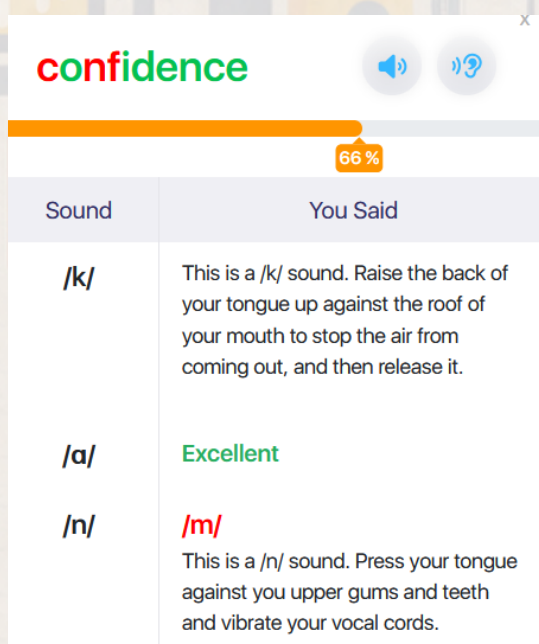 x
confidence
66 %
Sound
You Said
/k/
This is a /k/ sound. Raise the back of
your tongue up against the roof of
your mouth to stop the air from
coming out, and then release it.
/ɑ/
Excellent
/n/
/m/
This is a /n/ sound. Press your tongue
against you upper gums and teeth
and vibrate your vocal cords.